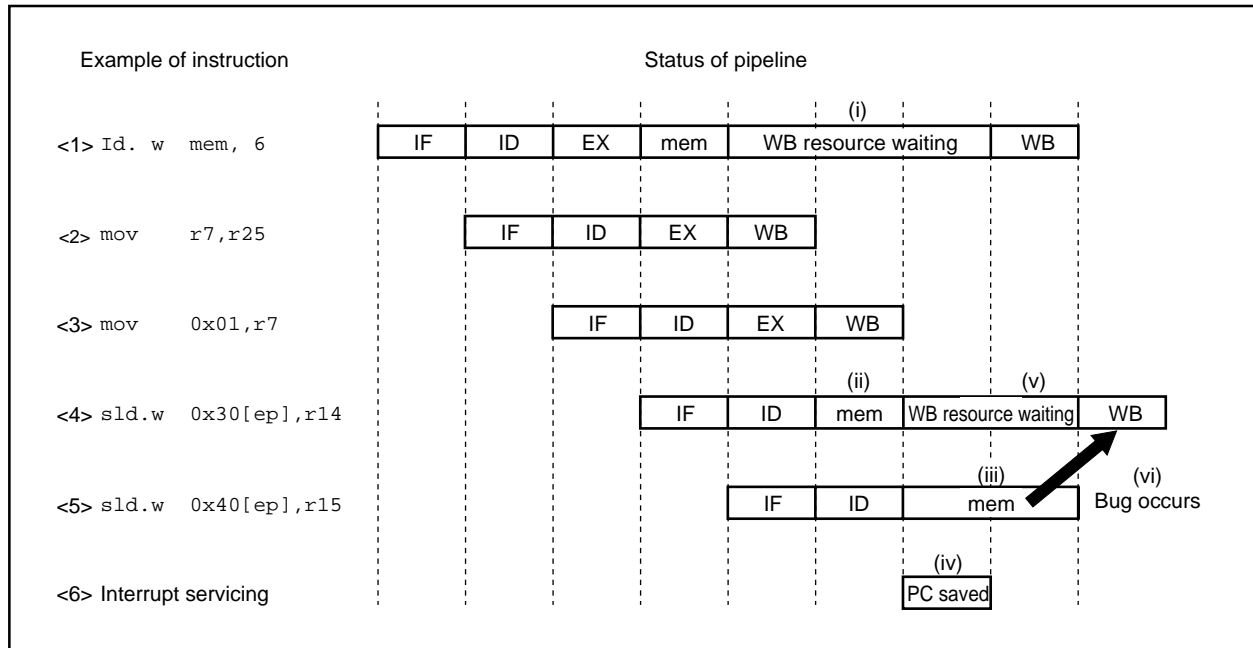 Example of instruction Status of pipeline
(i)
<1> Id. w mem, 6 IF ID EX mem WB resource waiting WB
<2> mov r7,r25 IF ID EX WB
<3> mov 0x01,r7 IF ID EX WB
(ii) (v)
<4> sld.w 0x30[ep],r14 IF ID mem WB resource waiting WB
(iii) (vi)
<5> sld.w 0x40[ep],r15 IF ID mem Bug occurs
(iv)
<6> Interrupt servicing PC saved